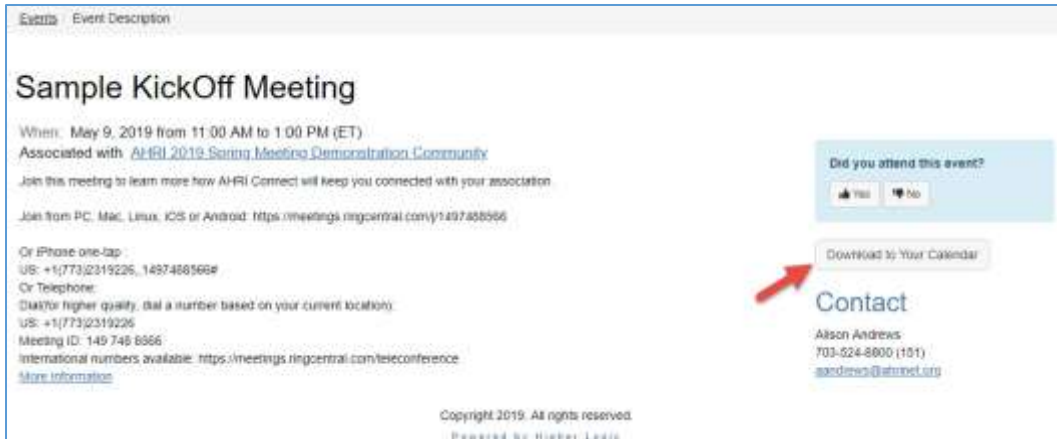 Events Event Description
Sample KickOff Meeting
When: May 9, 2019 from 11:00 AM to 1:00 PM (ET)
Associated with AHRI 2019 Spring Meeting Demonstration Community
Join this meeting to learn more how AHRI Connect will keep you connected with your association
Join from PC, Mac, Linux, iOS or Android: https://meetings.ringcentral.com/j/1497488566
Or iPhone one-tap :
US: +1(773)2319226,,1497488566#
Or Telephone:
Dial(for higher quality, dial a number based on your current location):
US: +1(773)2319226
Meeting ID: 149 748 8566
International numbers available: https://meetings.ringcentral.com/teleconference
More Information
Did you attend this event?
Yes No
Download to Your Calendar
Contact
Alison Andrews
703-524-8800 (151)
aandrews@ahrinet.org
Copyright 2019. All rights reserved.
Powered by Higher Logic